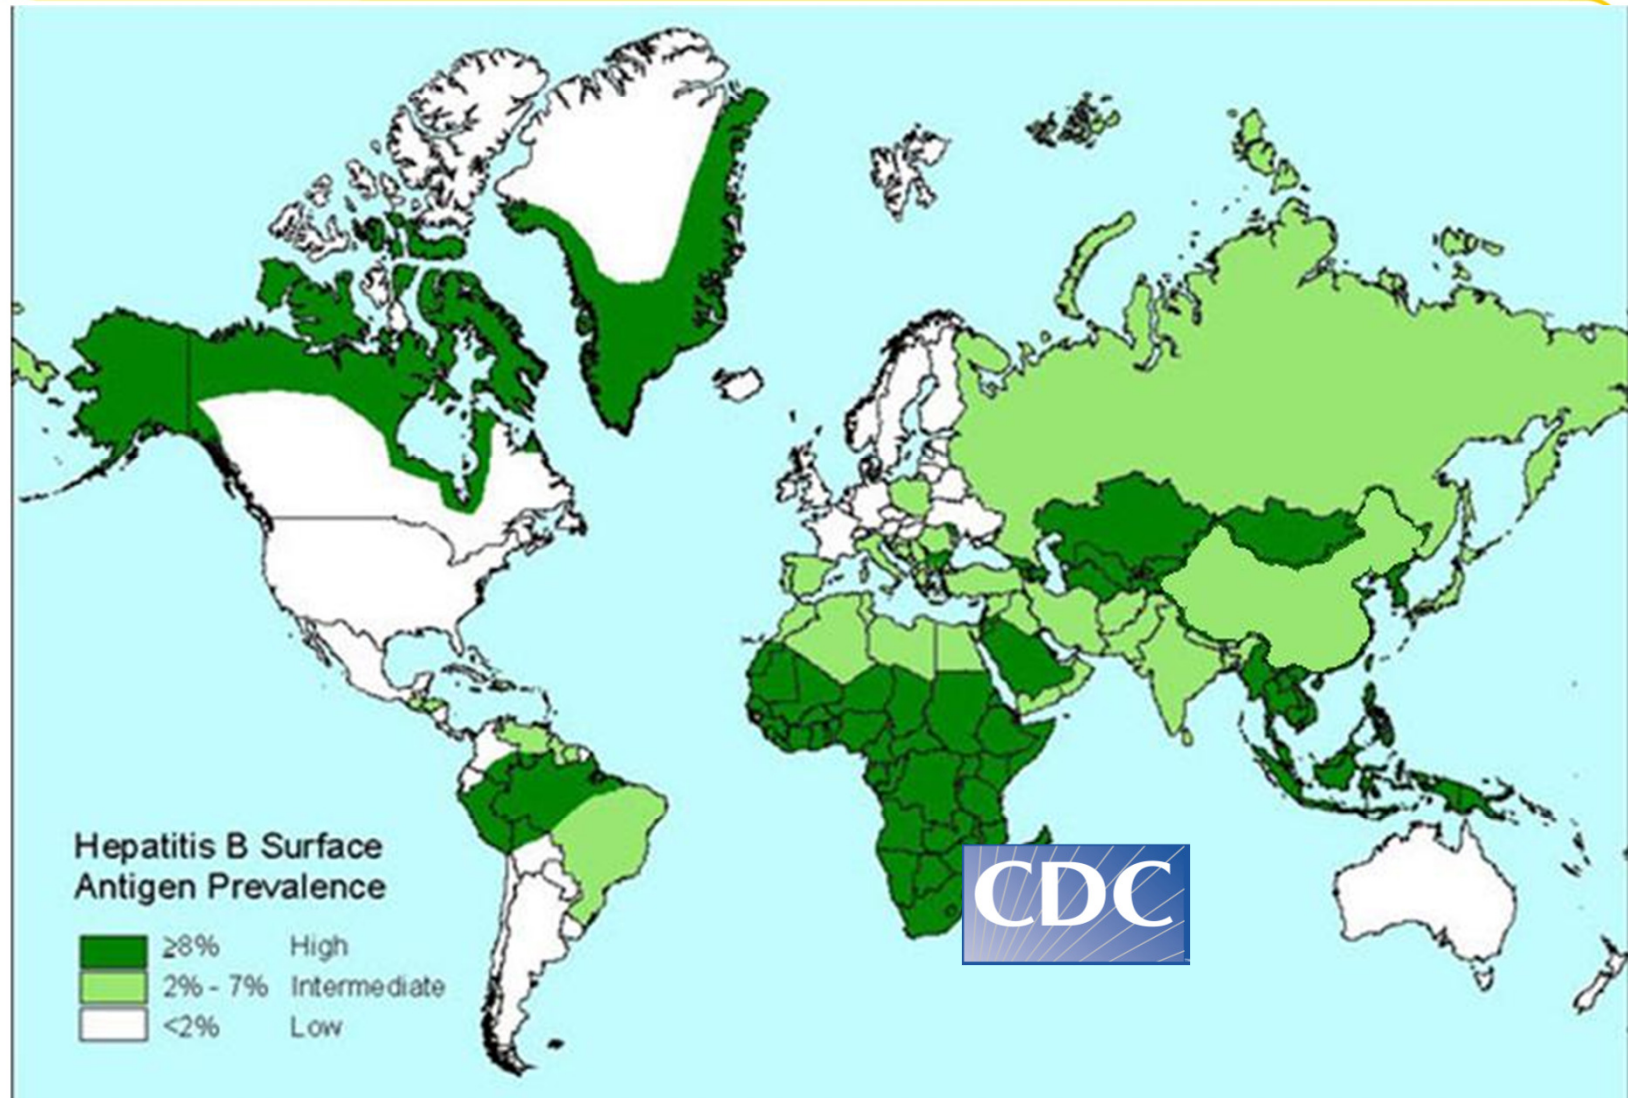 Hepatitis B Surface
Antigen Prevalence
≥8% High
2% - 7% Intermediate
<2% Low
CDC